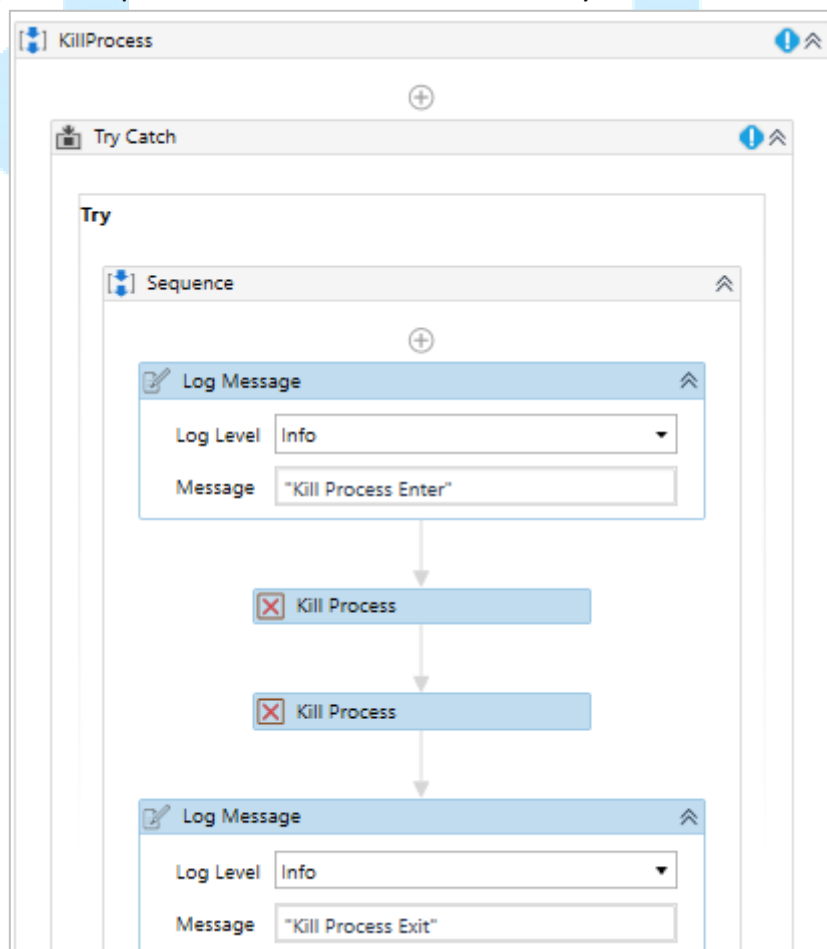 KillProcess
Try Catch
Try
Sequence
Log Message
Log Level Info
Message "Kill Process Enter"
Kill Process
Kill Process
Log Message
Log Level Info
Message "Kill Process Exit"